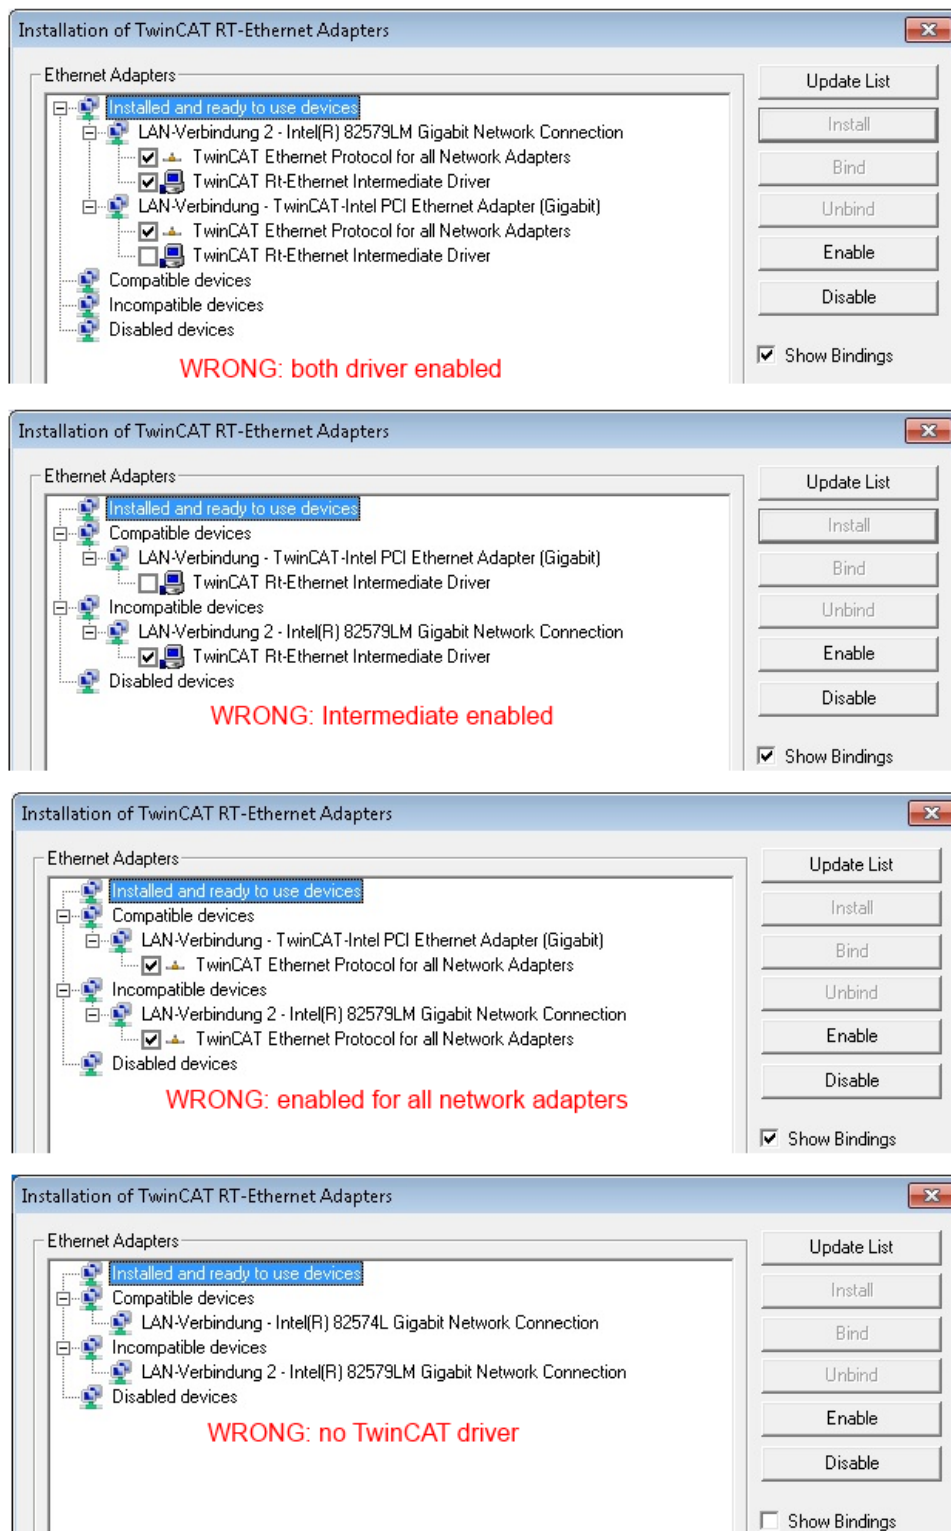 Installation of TwinCAT RT-Ethernet Adapters
Ethernet Adapters
Update List
Installed and ready to use devices
LAN-Verbindung 2 - Intel(R) 82579LM Gigabit Network Connection
Install
TwinCAT Ethernet Protocol for all Network Adapters
Bind
TwinCAT Rt-Ethernet Intermediate Driver
LAN-Verbindung - TwinCAT-Intel PCI Ethernet Adapter (Gigabit)
Unbind
TwinCAT Ethernet Protocol for all Network Adapters
TwinCAT Rt-Ethernet Intermediate Driver
Enable
Compatible devices
Incompatible devices
Disable
Disabled devices
Show Bindings
WRONG: both driver enabled
Installation of TwinCAT RT-Ethernet Adapters
Ethernet Adapters
Update List
Installed and ready to use devices
Compatible devices
Install
LAN-Verbindung - TwinCAT-Intel PCI Ethernet Adapter (Gigabit)
Bind
TwinCAT Rt-Ethernet Intermediate Driver
Incompatible devices
Unbind
LAN-Verbindung 2 - Intel(R) 82579LM Gigabit Network Connection
TwinCAT Rt-Ethernet Intermediate Driver
Enable
Disabled devices
Disable
WRONG: Intermediate enabled
Show Bindings
Installation of TwinCAT RT-Ethernet Adapters
Ethernet Adapters
Update List
Installed and ready to use devices
Compatible devices
Install
LAN-Verbindung - TwinCAT-Intel PCI Ethernet Adapter (Gigabit)
Bind
TwinCAT Ethernet Protocol for all Network Adapters
Incompatible devices
Unbind
LAN-Verbindung 2 - Intel(R) 82579LM Gigabit Network Connection
TwinCAT Ethernet Protocol for all Network Adapters
Enable
Disabled devices
Disable
WRONG: enabled for all network adapters
Show Bindings
Installation of TwinCAT RT-Ethernet Adapters
Ethernet Adapters
Update List
Installed and ready to use devices
Compatible devices
Install
LAN-Verbindung - Intel(R) 82574L Gigabit Network Connection
Bind
Incompatible devices
LAN-Verbindung 2 - Intel(R) 82579LM Gigabit Network Connection
Unbind
Disabled devices
Enable
WRONG: no TwinCAT driver
Disable
Show Bindings